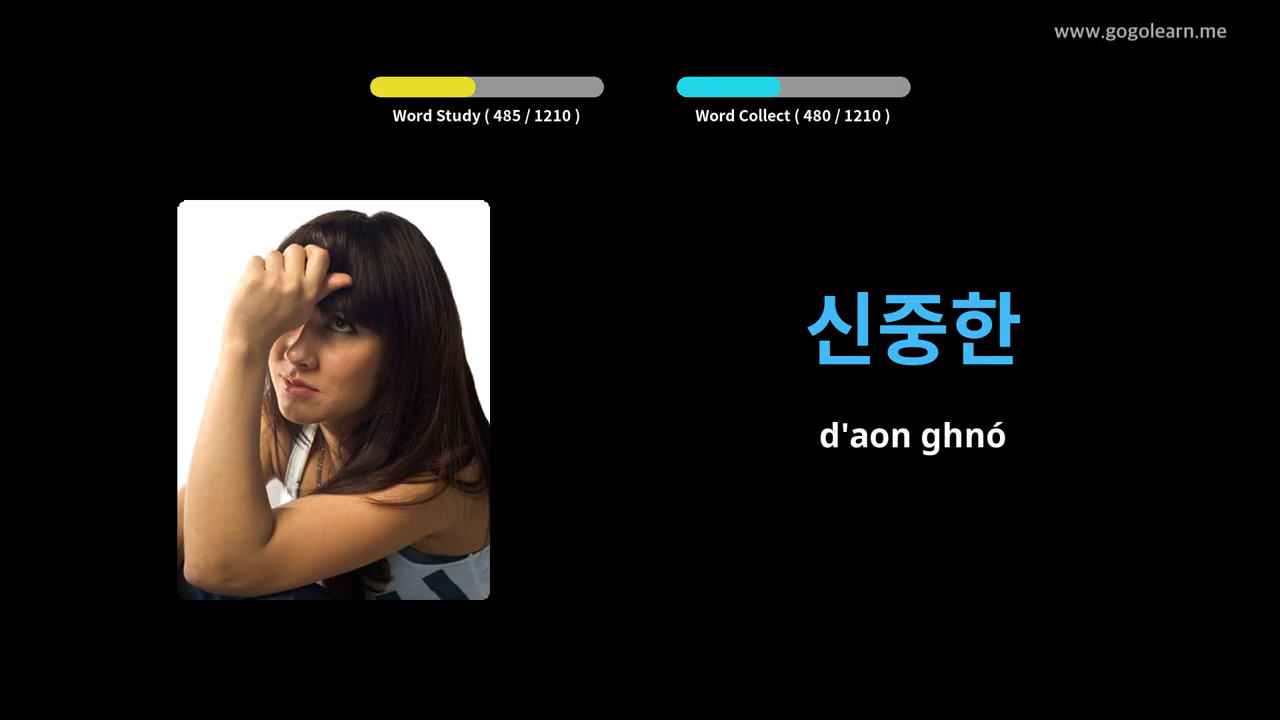 www.gogolearn.me
Word Study ( 485 / 1210 )
Word Collect ( 480 / 1210 )
신중한
d'aon ghnó